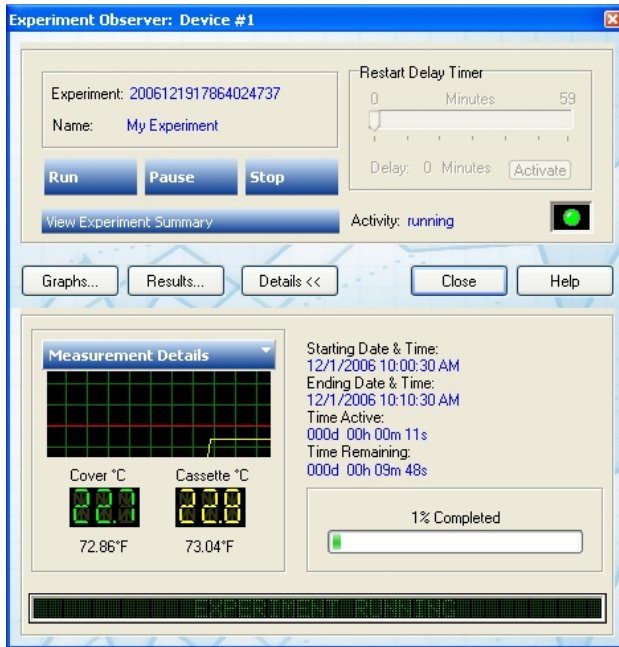 Experiment Observer: Device #1
Experiment: 2006121917864024737
Name: My Experiment
Run Pause Stop
View Experiment Summary
Restart Delay Timer
0 Minutes 59
Delay: 0 Minutes Activate
Activity: running
Graphs... Results... Details << Close Help
Measurement Details
Cover °C Cassette °C
22.1 22.8
72.86°F 73.04°F
Starting Date & Time:
12/1/2006 10:00:30 AM
Ending Date & Time:
12/1/2006 10:10:30 AM
Time Active:
000d 00h 00m 11s
Time Remaining:
000d 00h 09m 48s
1% Completed
EXPERIMENT RUNNING